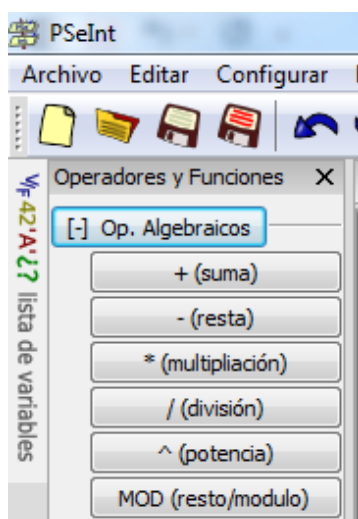 PSeInt
Archivo Editar Configurar
Operadores y Funciones X
[-] Op. Algebraicos
+ (suma)
- (resta)
* (multipliación)
/ (división)
^ (potencia)
MOD (resto/modulo)
V/F 42 'A' ¿? lista de variables